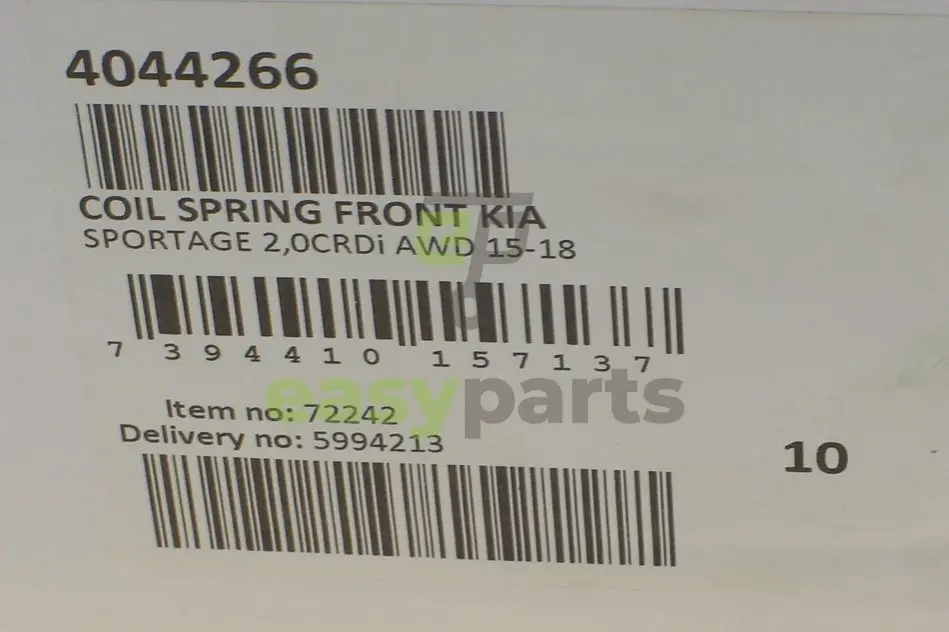 4044266
COIL SPRING FRONT KIA
SPORTAGE 2,0CRDi AWD 15-18
7 394410 157137
easyparts
Item no: 72242
Delivery no: 5994213
10